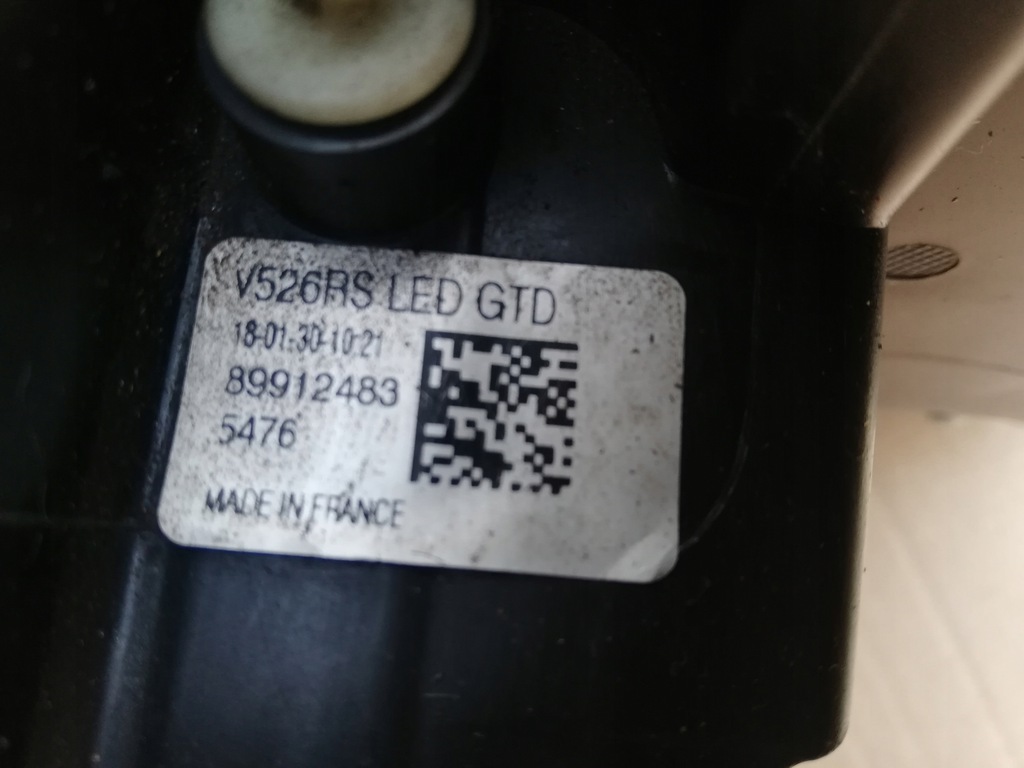 V526RS LED GTD
18-01-30-10:21
89912483
5476
MADE IN FRANCE